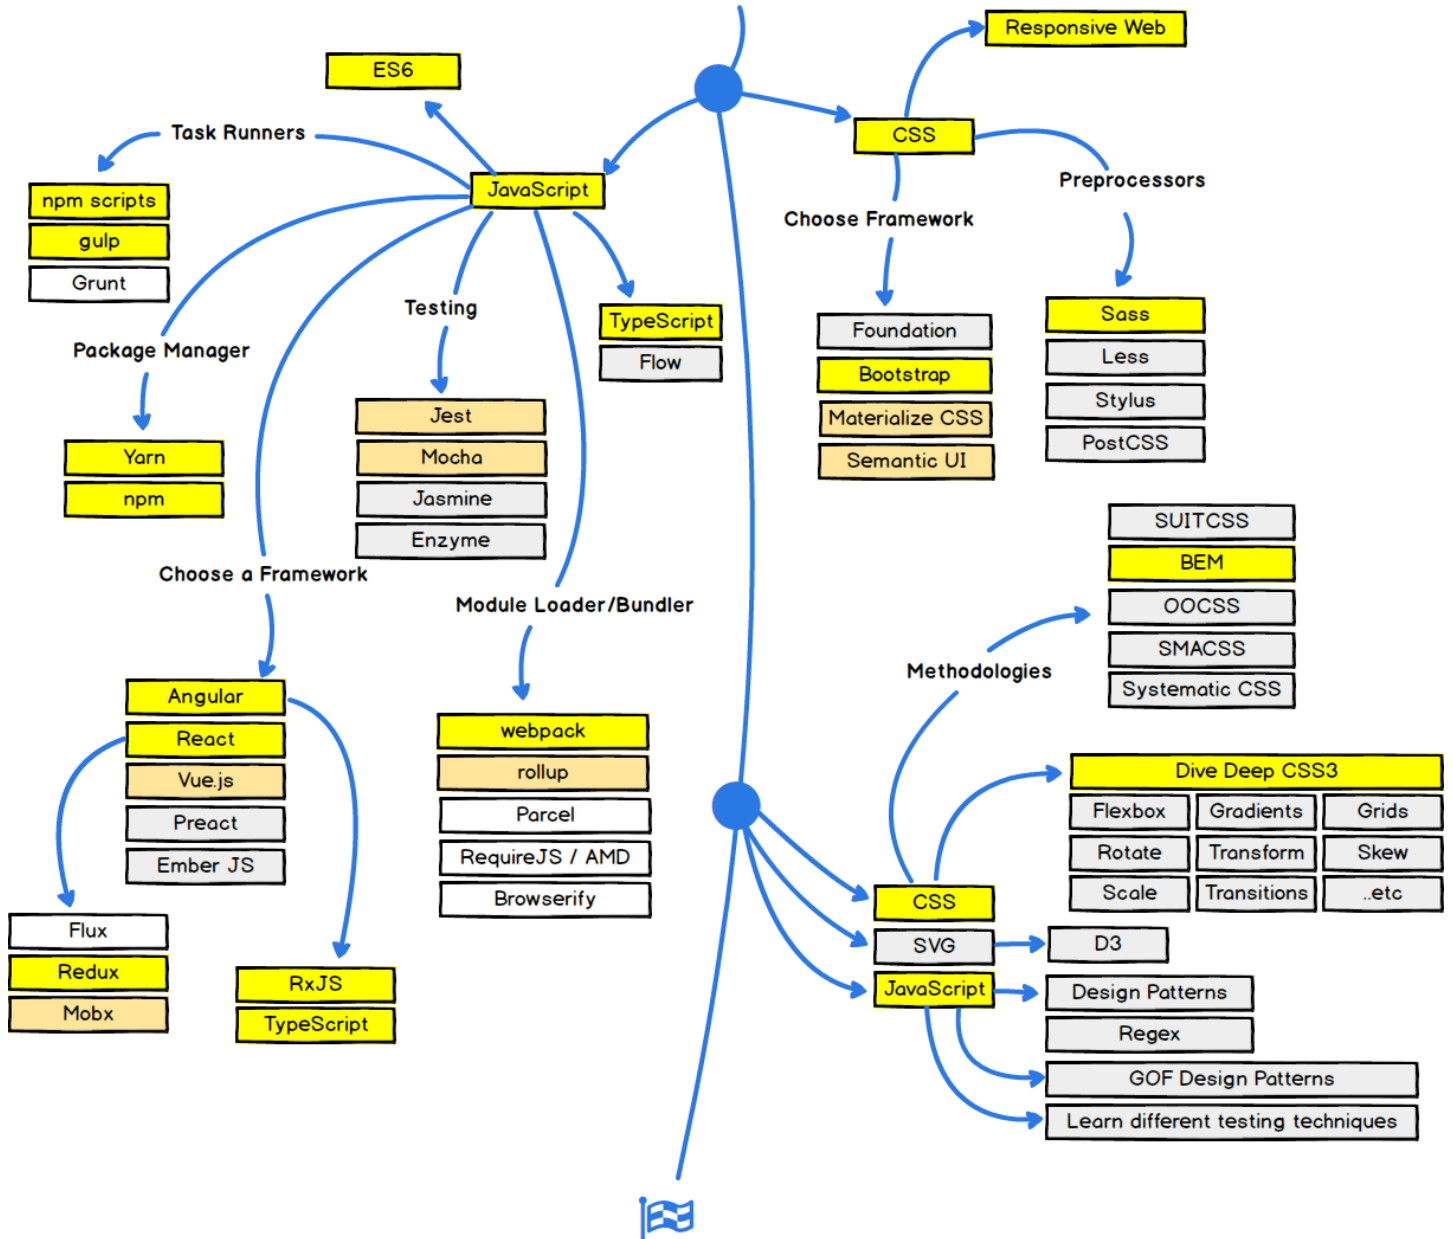 Responsive Web
ES6
CSS
Task Runners
JavaScript
Preprocessors
Choose Framework
npm scripts
gulp
Grunt
Testing
TypeScript
Flow
Foundation
Bootstrap
Materialize CSS
Semantic UI
Sass
Less
Stylus
PostCSS
Package Manager
Yarn
npm
Jest
Mocha
Jasmine
Enzyme
Choose a Framework
Module Loader/Bundler
SUITCSS
BEM
OOCSS
SMACSS
Systematic CSS
Methodologies
Angular
React
Vue.js
Preact
Ember JS
webpack
rollup
Parcel
RequireJS / AMD
Browserify
Dive Deep CSS3
Flexbox Gradients Grids
Rotate Transform Skew
Scale Transitions ..etc
Flux
Redux
Mobx
RxJS
TypeScript
CSS
SVG
D3
JavaScript
Design Patterns
Regex
GOF Design Patterns
Learn different testing techniques